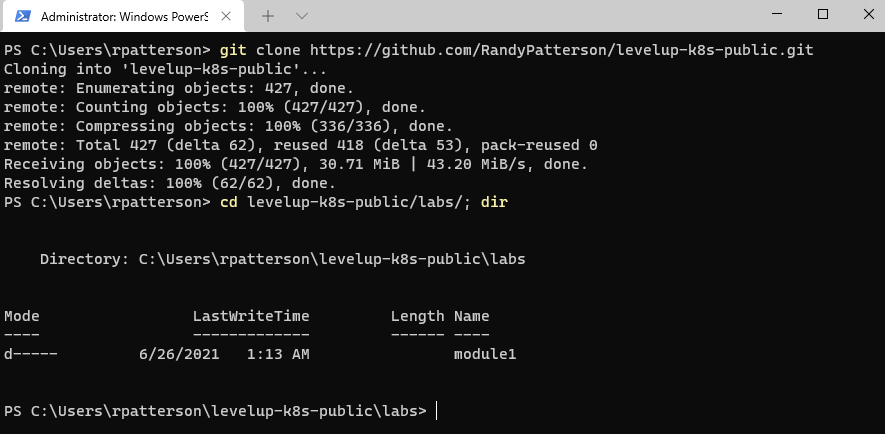 Administrator: Windows PowerS
PS C:\Users\rpatterson> git clone https://github.com/RandyPatterson/levelup-k8s-public.git
Cloning into 'levelup-k8s-public'...
remote: Enumerating objects: 427, done.
remote: Counting objects: 100% (427/427), done.
remote: Compressing objects: 100% (336/336), done.
remote: Total 427 (delta 62), reused 418 (delta 53), pack-reused 0
Receiving objects: 100% (427/427), 30.71 MiB | 43.20 MiB/s, done.
Resolving deltas: 100% (62/62), done.
PS C:\Users\rpatterson> cd levelup-k8s-public/labs/; dir
    Directory: C:\Users\rpatterson\levelup-k8s-public\labs
Mode                 LastWriteTime         Length Name
----                 -------------         ------ ----
d-----         6/26/2021   1:13 AM                module1
PS C:\Users\rpatterson\levelup-k8s-public\labs>